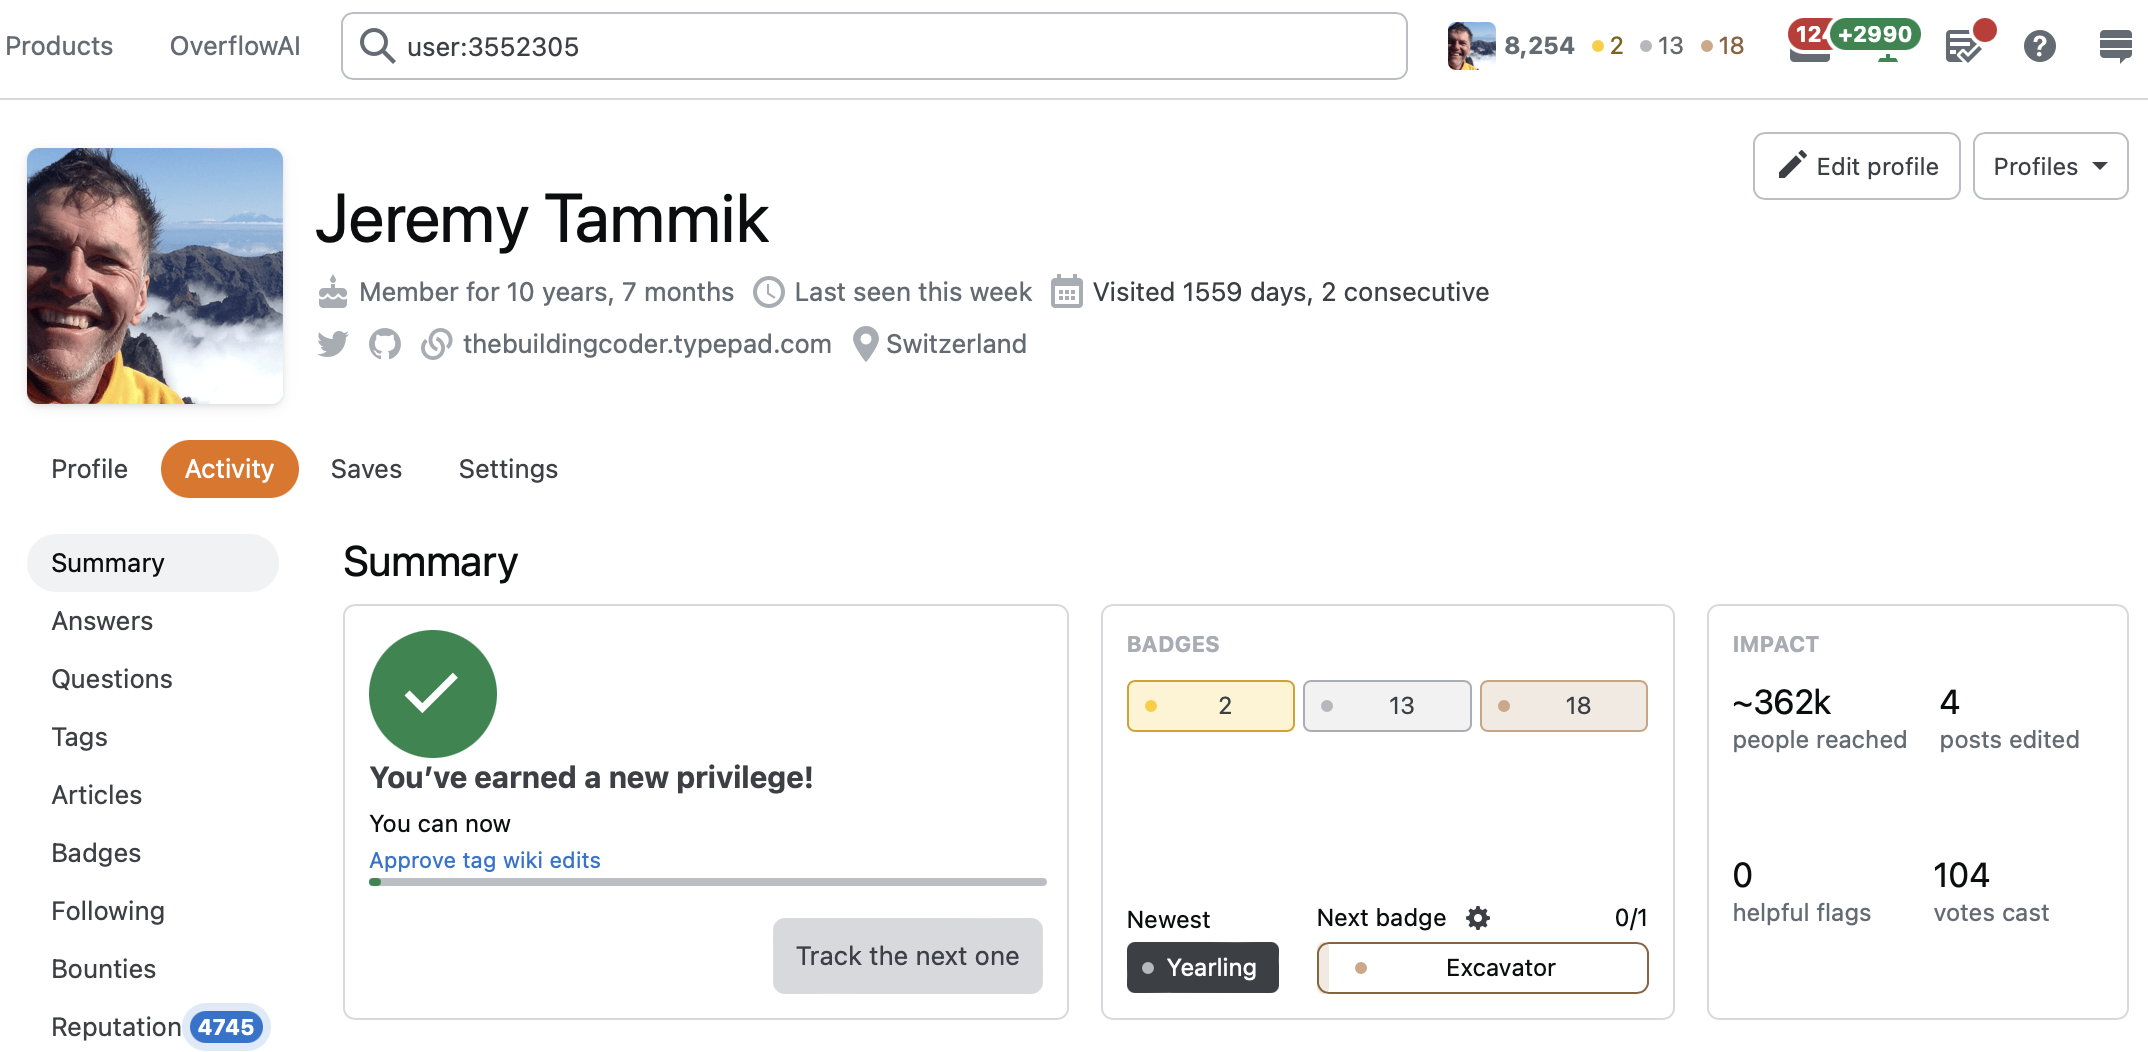 Products OverflowAI user:3552305 8,254 2 13 18 +2990
Edit profile Profiles
Jeremy Tammik
Member for 10 years, 7 months Last seen this week Visited 1559 days, 2 consecutive
thebuildingcoder.typepad.com Switzerland
Profile Activity Saves Settings
Summary
Answers
Questions
Tags
Articles
Badges
Following
Bounties
Reputation 4745
Summary
You've earned a new privilege!
You can now
Approve tag wiki edits
Track the next one
BADGES
2 13 18
Newest
Yearling
Next badge 0/1
Excavator
IMPACT
~362k
people reached
4
posts edited
0
helpful flags
104
votes cast